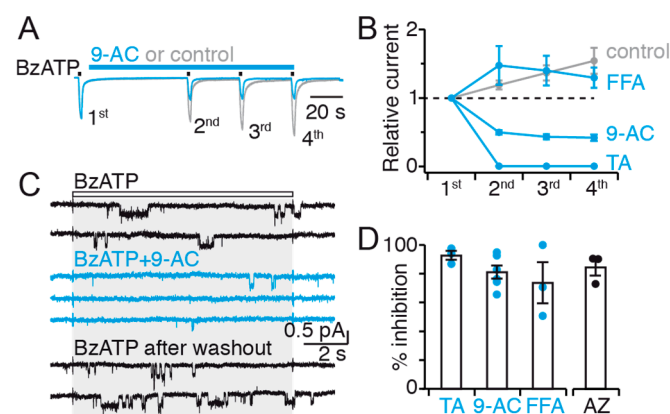 A
9-AC or control
BzATP
1st
2nd
3rd
4th
20 s
B
Relative current
2
1
0
control
FFA
9-AC
TA
1st
2nd
3rd
4th
C
BzATP
BzATP+9-AC
0.5 pA
2 s
BzATP after washout
D
% inhibition
100
0
TA
9-AC
FFA
AZ